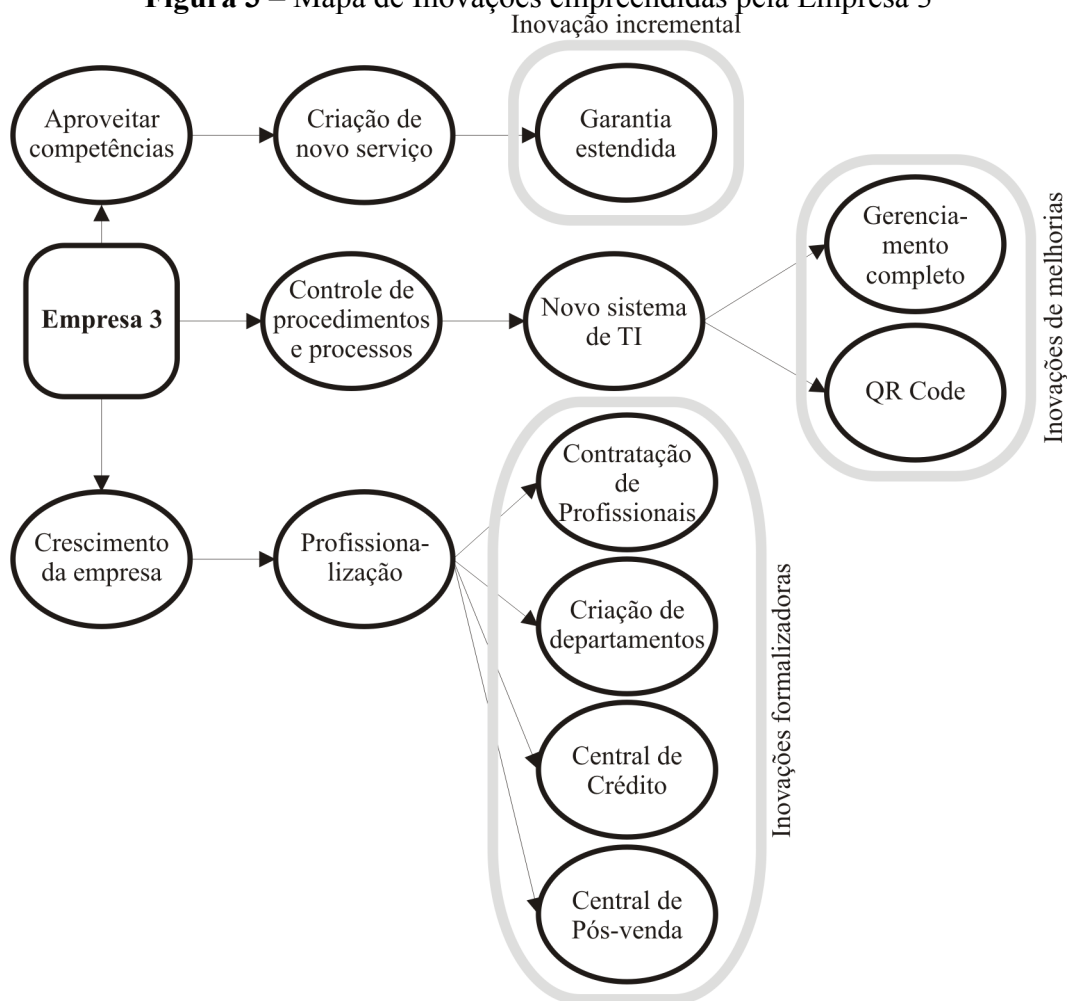 Figura 3 – Mapa de Inovações empreendidas pela Empresa 3
Inovação incremental
Aproveitar
competências
Criação de
novo serviço
Garantia
estendida
Empresa 3
Controle de
procedimentos
e processos
Novo sistema
de TI
Gerencia-
mento
completo
QR Code
Inovações de melhorias
Crescimento
da empresa
Profissiona-
lização
Contratação
de
Profissionais
Criação de
departamentos
Central de
Crédito
Central de
Pós-venda
Inovações formalizadoras